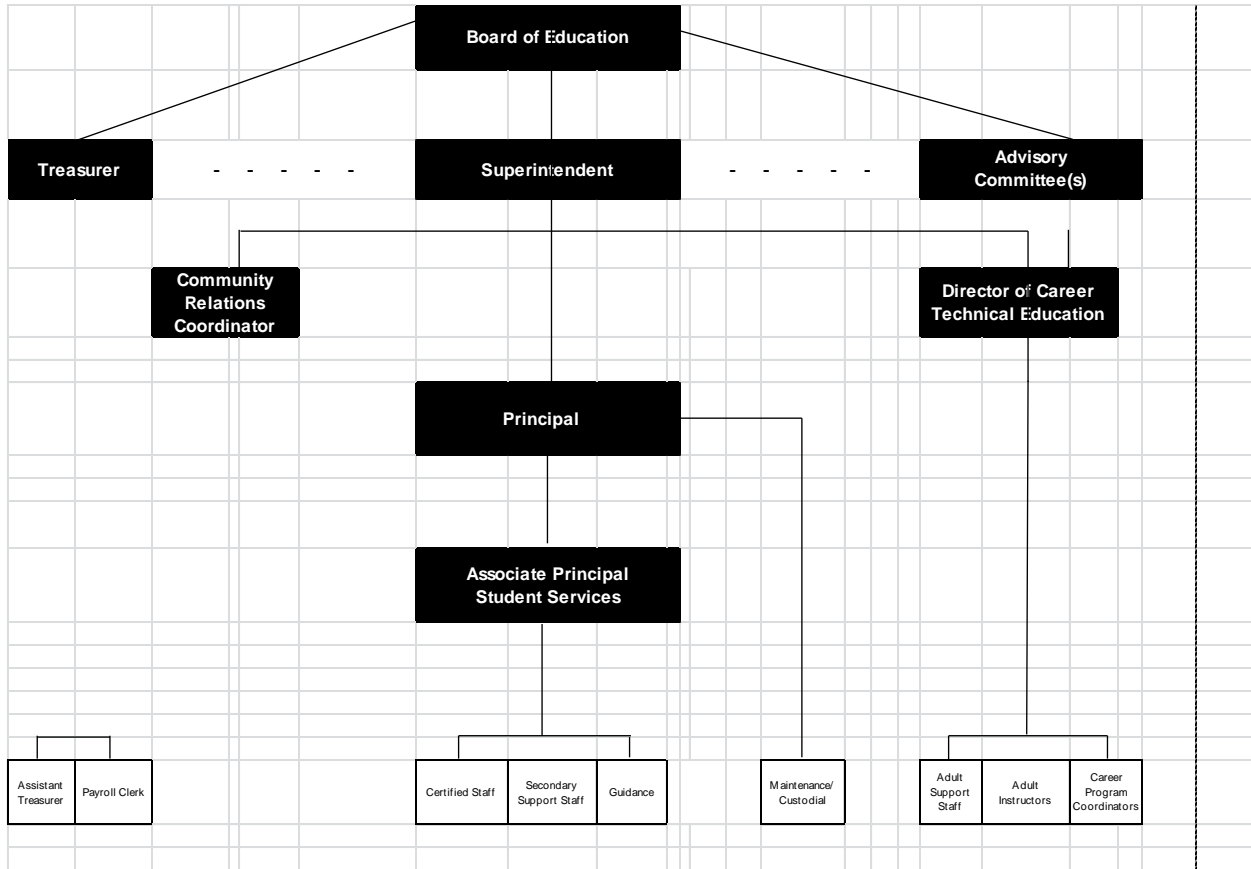 Board of Education
Treasurer
- - - - -
Superintendent
- - - - -
Advisory
Committee(s)
Community
Relations
Coordinator
Director of Career
Technical Education
Principal
Associate Principal
Student Services
Assistant
Treasurer
Payroll Clerk
Certified Staff
Secondary
Support Staff
Guidance
Maintenance/
Custodial
Adult
Support
Staff
Adult
Instructors
Career
Program
Coordinators